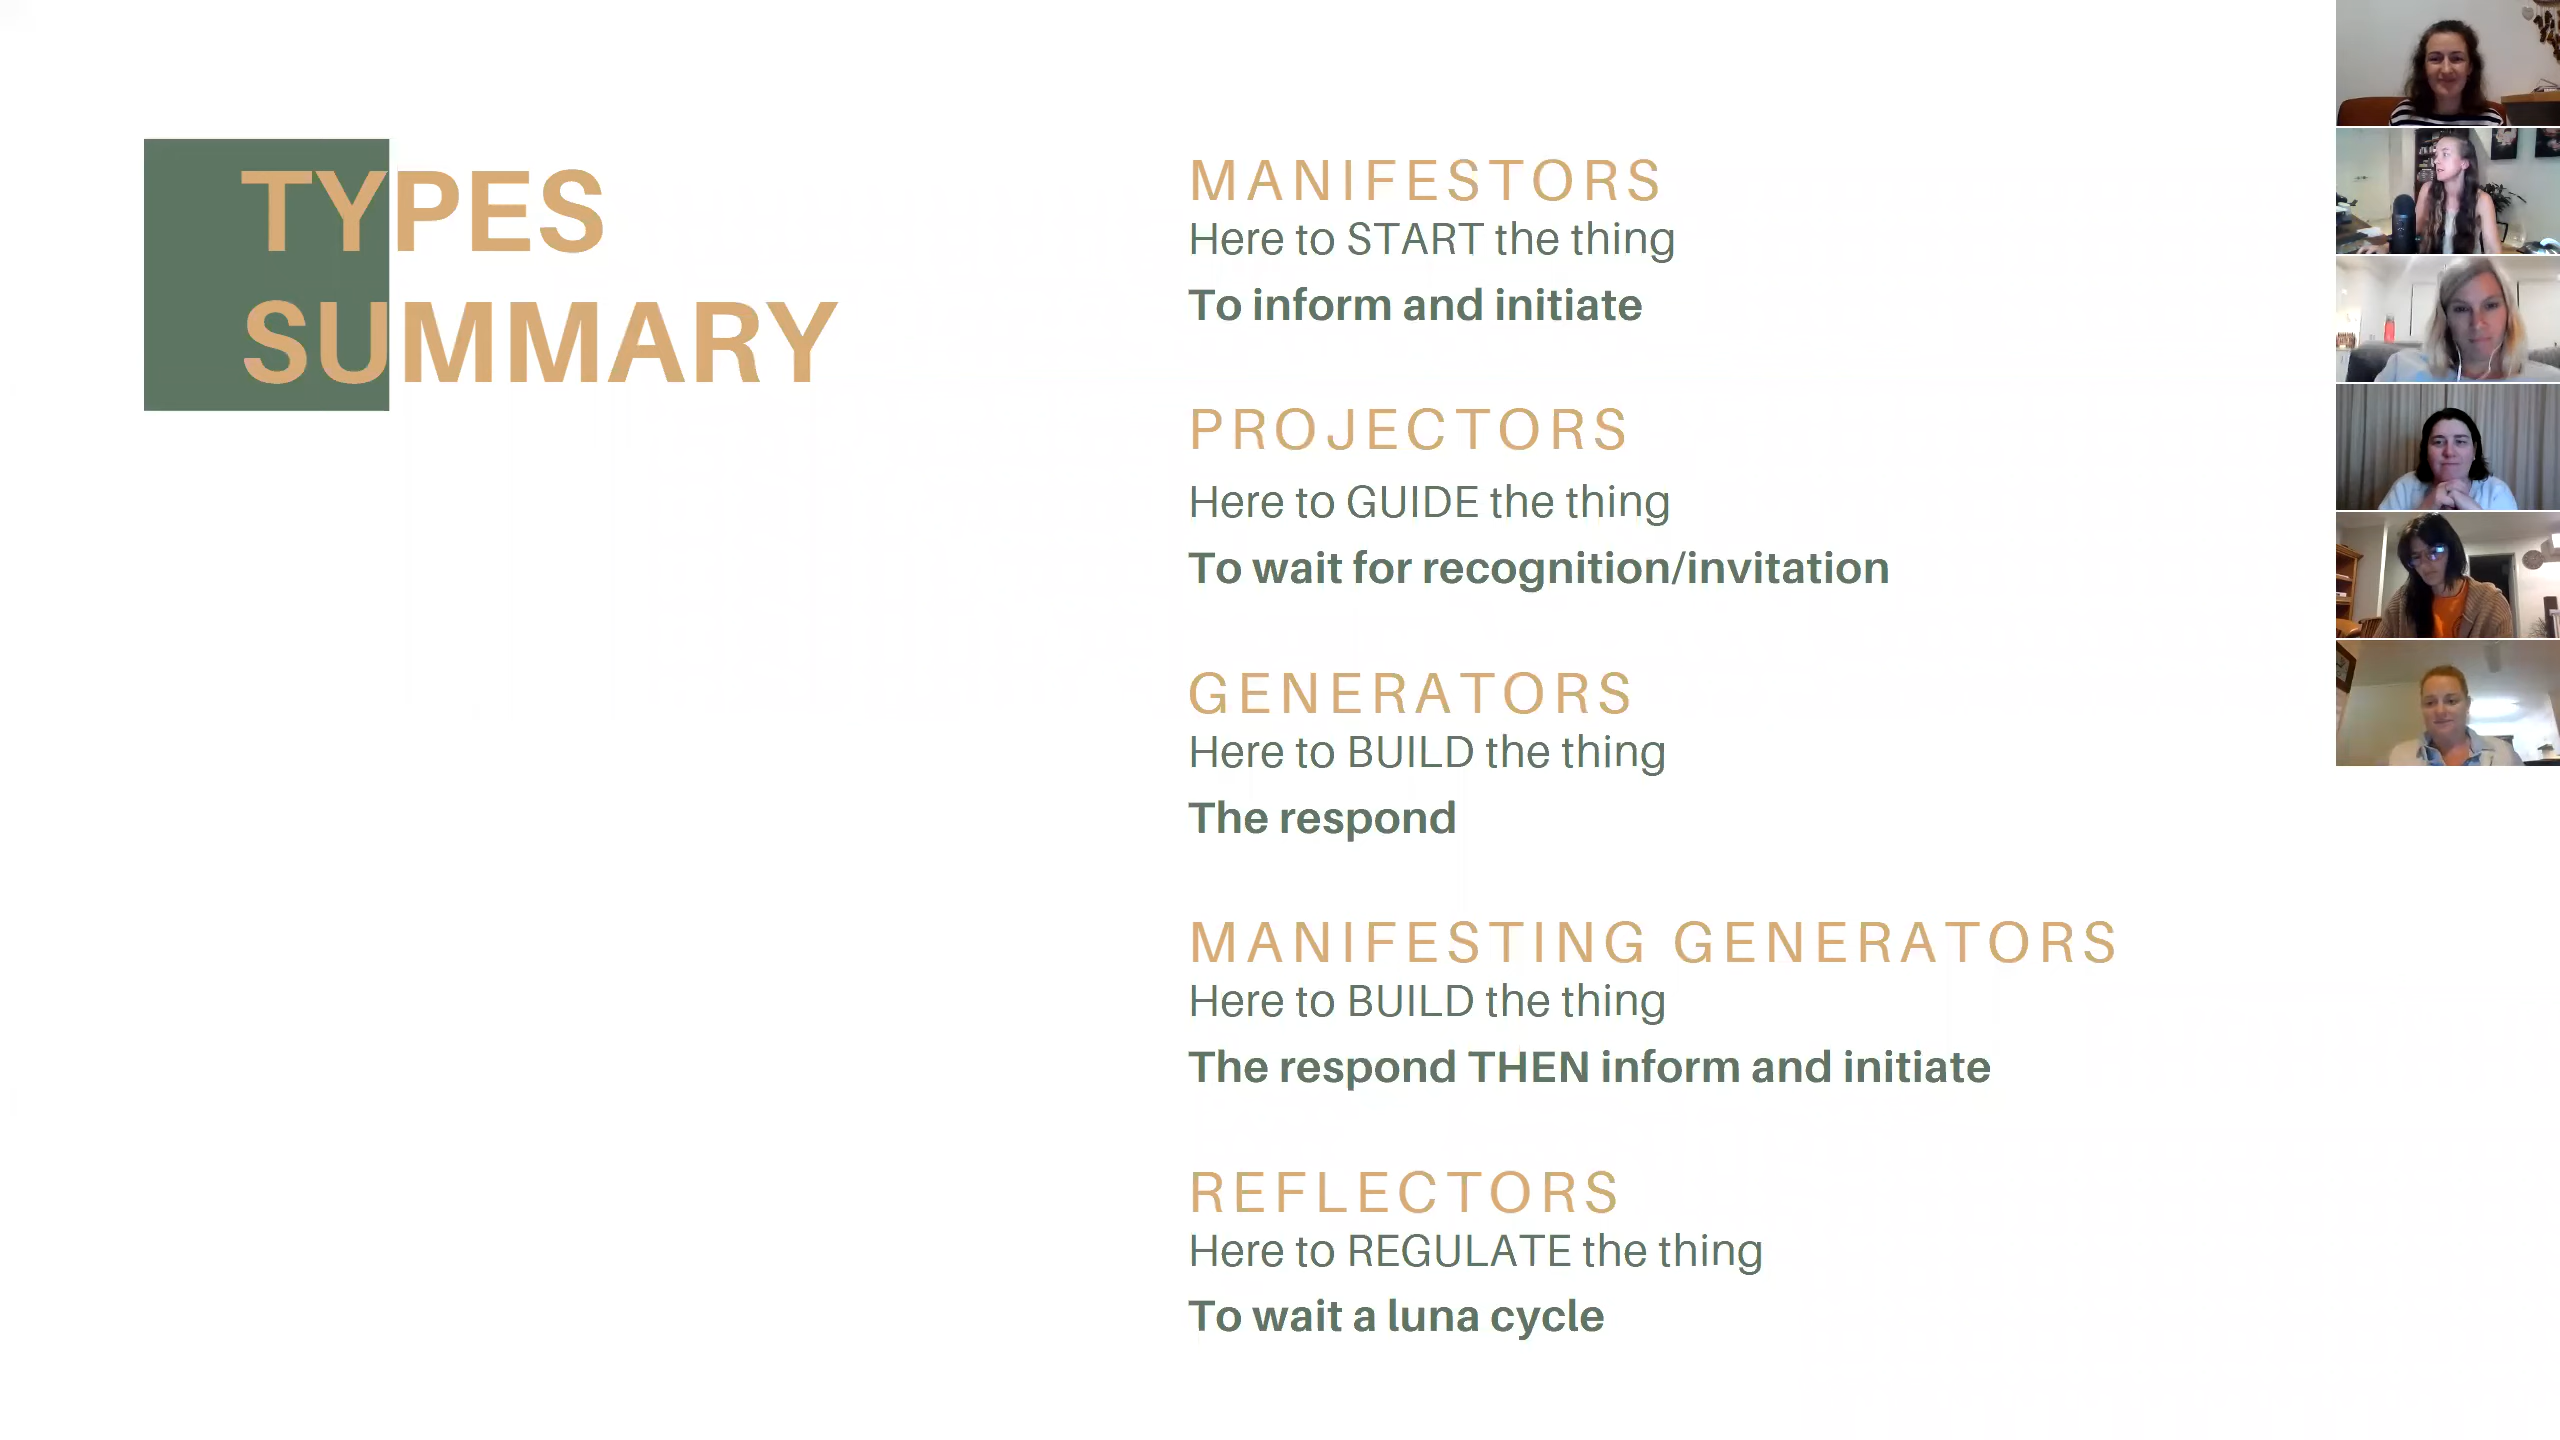 TYPES
SUMMARY
MANIFESTORS
Here to START the thing
To inform and initiate
PROJECTORS
Here to GUIDE the thing
To wait for recognition/invitation
GENERATORS
Here to BUILD the thing
The respond
MANIFESTING GENERATORS
Here to BUILD the thing
The respond THEN inform and initiate
REFLECTORS
Here to REGULATE the thing
To wait a luna cycle